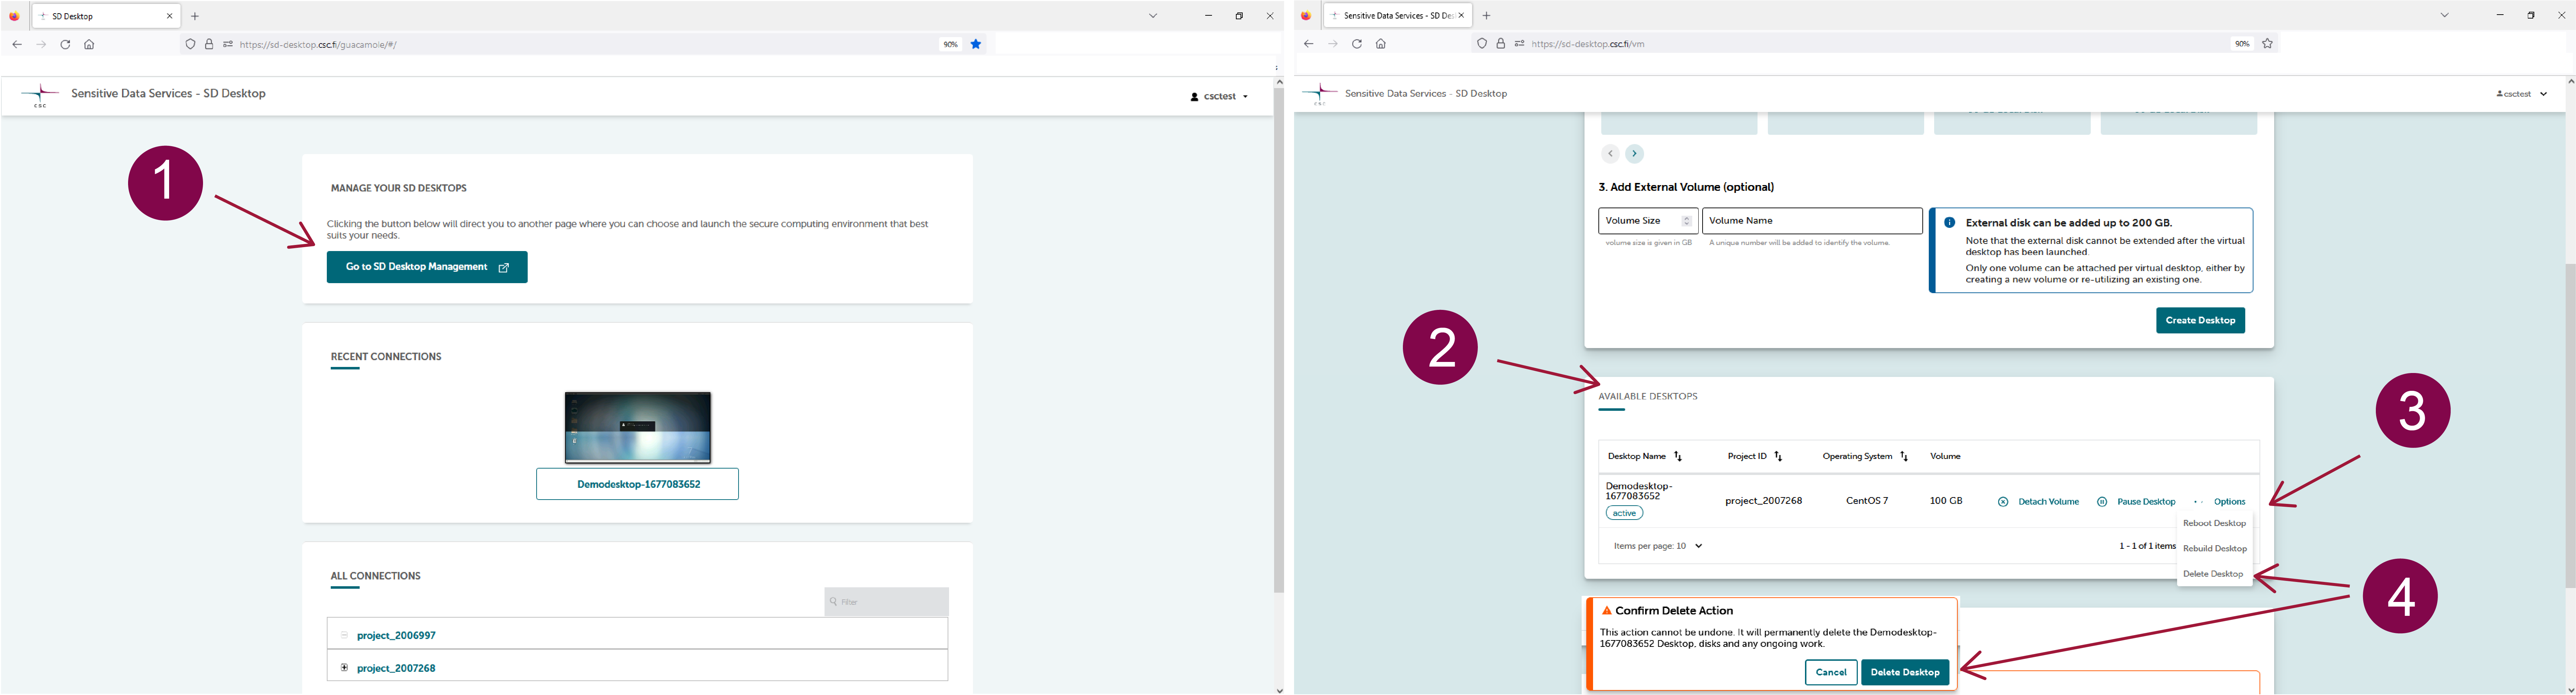 SD Desktop
https://sd-desktop.csc.fi/guacamole/#/
90%
CSC
Sensitive Data Services - SD Desktop
csctest
1
MANAGE YOUR SD DESKTOPS
Clicking the button below will direct you to another page where you can choose and launch the secure computing environment that best
suits your needs.
Go to SD Desktop Management
RECENT CONNECTIONS
Demodesktop-1677083652
ALL CONNECTIONS
Filter
project_2006997
project_2007268
Sensitive Data Services - SD Des
https://sd-desktop.csc.fi/vm
90%
CSC
Sensitive Data Services - SD Desktop
csctest
3. Add External Volume (optional)
Volume Size
Volume Name
volume size is given in GB
A unique number will be added to identify the volume.
External disk can be added up to 200 GB.
Note that the external disk cannot be extended after the virtual
desktop has been launched.
Only one volume can be attached per virtual desktop, either by
creating a new volume or re-utilizing an existing one.
Create Desktop
2
AVAILABLE DESKTOPS
3
Desktop Name
Project ID
Operating System
Volume
Demodesktop-
1677083652
active
project_2007268
CentOS 7
100 GB
Detach Volume
Pause Desktop
Options
Reboot Desktop
Rebuild Desktop
Delete Desktop
Items per page: 10
1 - 1 of 1 items
4
Confirm Delete Action
This action cannot be undone. It will permanently delete the Demodesktop-
1677083652 Desktop, disks and any ongoing work.
Cancel
Delete Desktop